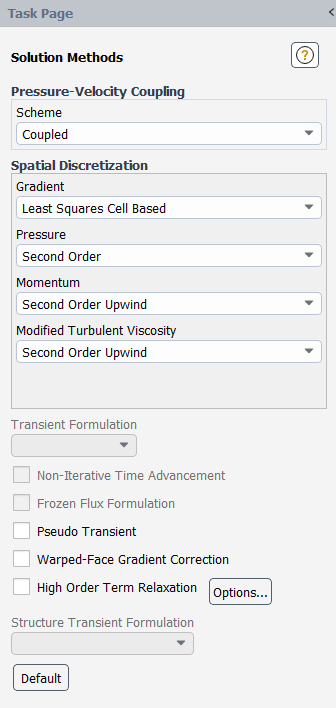 Task Page
<
Solution Methods
?
Pressure-Velocity Coupling
Scheme
Coupled
Spatial Discretization
Gradient
Least Squares Cell Based
Pressure
Second Order
Momentum
Second Order Upwind
Modified Turbulent Viscosity
Second Order Upwind
Transient Formulation
Non-Iterative Time Advancement
Frozen Flux Formulation
Pseudo Transient
Warped-Face Gradient Correction
High Order Term Relaxation
Options...
Structure Transient Formulation
Default